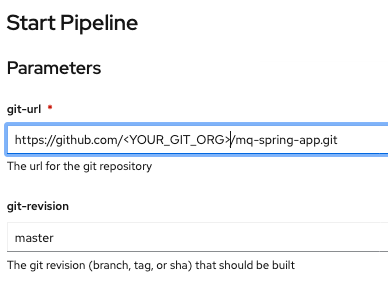 Start Pipeline
Parameters
git-url *
https://github.com/<YOUR_GIT_ORG>/mq-spring-app.git
The url for the git repository
git-revision
master
The git revision (branch, tag, or sha) that should be built